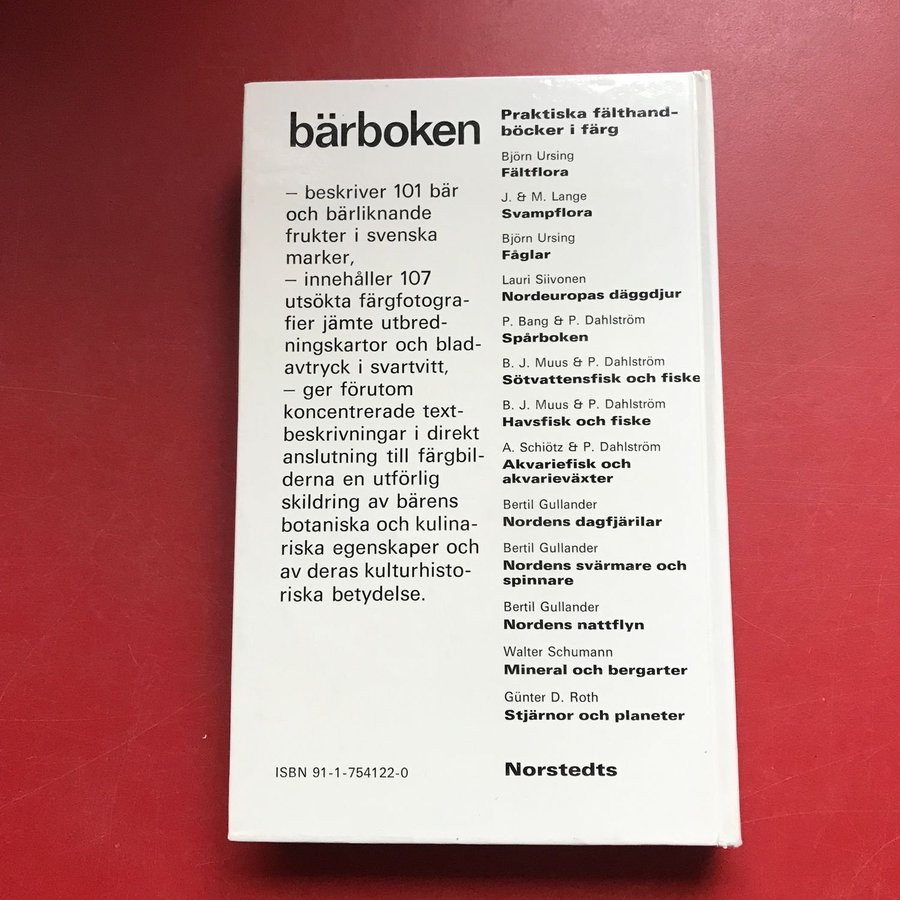 bärboken
– beskriver 101 bär
och bärliknande
frukter i svenska
marker,
– innehåller 107
utsökta färgfotogra-
fier jämte utbred-
ningskartor och blad-
avtryck i svartvitt,
– ger förutom
koncentrerade text-
beskrivningar i direkt
anslutning till färgbil-
derna en utförlig
skildring av bärens
botaniska och kulina-
riska egenskaper och
av deras kulturhisto-
riska betydelse.
ISBN 91-1-754122-0
Praktiska fälthand-
böcker i färg
Björn Ursing
Fältflora
J. & M. Lange
Svampflora
Björn Ursing
Fåglar
Lauri Siivonen
Nordeuropas däggdjur
P. Bang & P. Dahlström
Spårboken
B. J. Muus & P. Dahlström
Sötvattensfisk och fiske
B. J. Muus & P. Dahlström
Havsfisk och fiske
A. Schiötz & P. Dahlström
Akvariefisk och
akvarieväxter
Bertil Gullander
Nordens dagfjärilar
Bertil Gullander
Nordens svärmare och
spinnare
Bertil Gullander
Nordens nattflyn
Walter Schumann
Mineral och bergarter
Günter D. Roth
Stjärnor och planeter
Norstedts